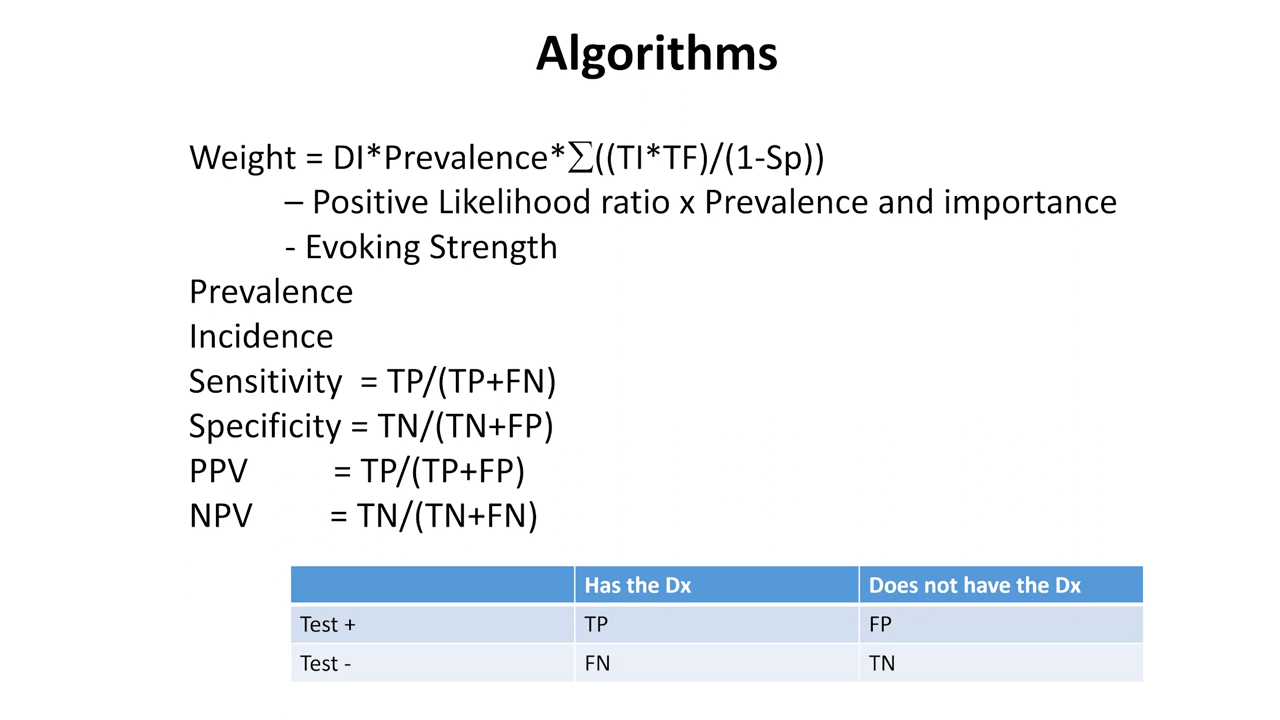 Algorithms
Weight = DI*Prevalence*∑((TI*TF)/(1-Sp))
– Positive Likelihood ratio x Prevalence and importance
- Evoking Strength
Prevalence
Incidence
Sensitivity = TP/(TP+FN)
Specificity = TN/(TN+FP)
PPV = TP/(TP+FP)
NPV = TN/(TN+FN)
Has the Dx Does not have the Dx
Test + TP FP
Test - FN TN